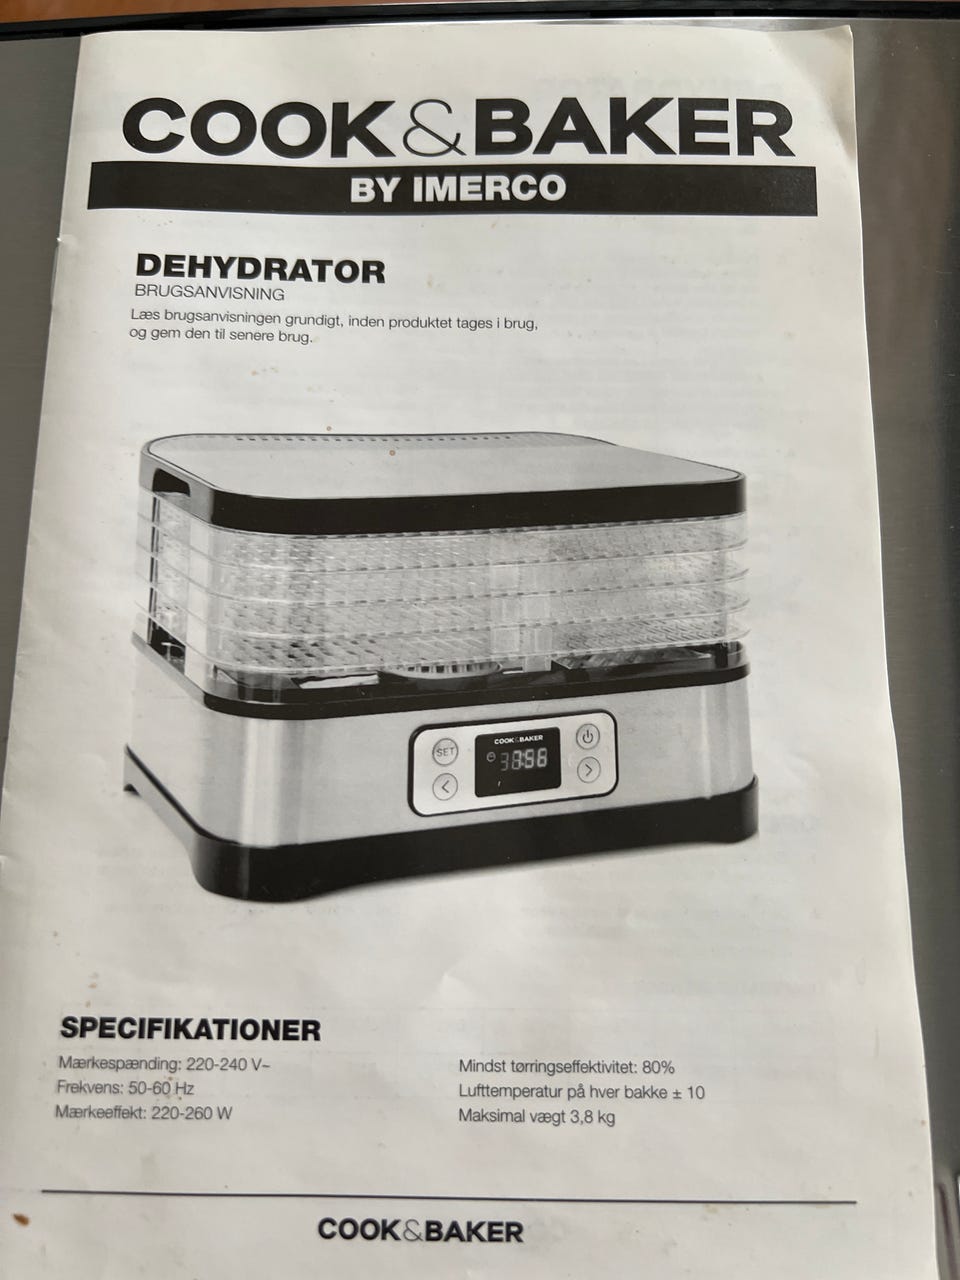 COOK&BAKER
BY IMERCO
DEHYDRATOR
BRUGSANVISNING
Læs brugsanvisningen grundigt, inden produktet tages i brug,
og gem den til senere brug.
COOK&BAKER
SET
< >
SPECIFIKATIONER
Mærkespænding: 220-240 V~
Frekvens: 50-60 Hz
Mærkeeffekt: 220-260 W
Mindst tørringseffektivitet: 80%
Lufttemperatur på hver bakke ± 10
Maksimal vægt 3,8 kg
COOK&BAKER